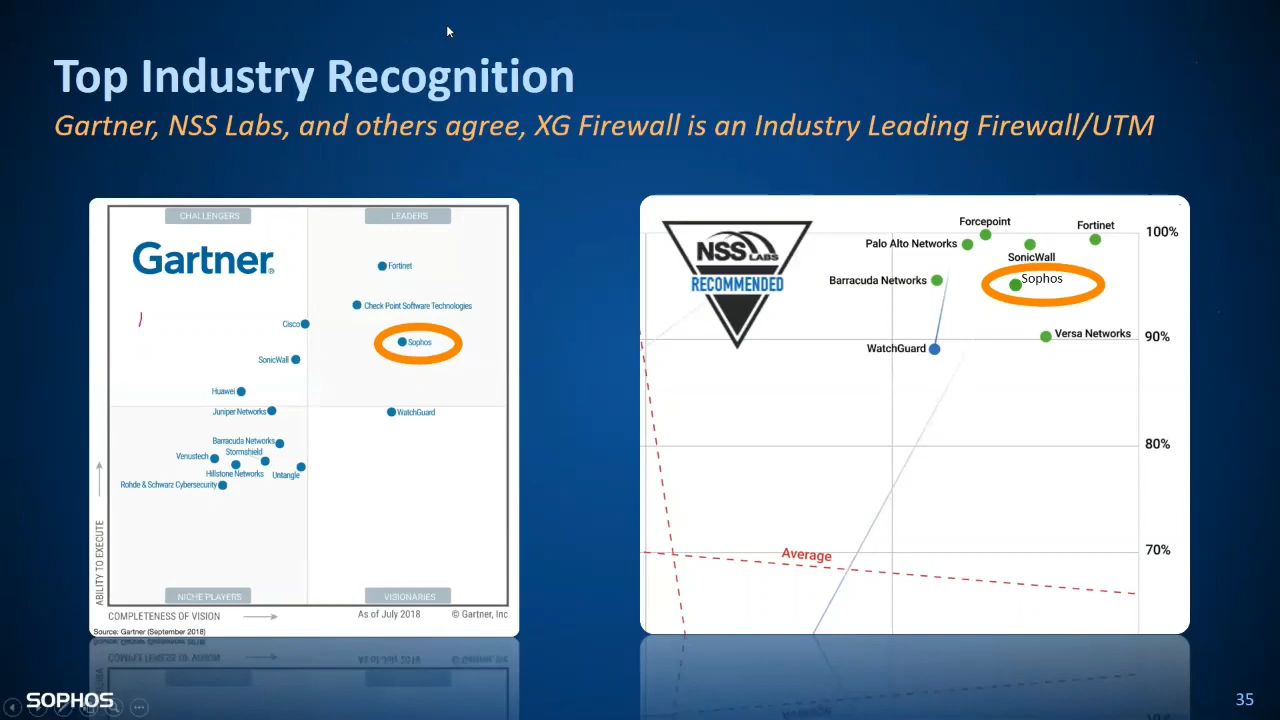 Top Industry Recognition
Gartner, NSS Labs, and others agree, XG Firewall is an Industry Leading Firewall/UTM
CHALLENGERS
LEADERS
Gartner®
Fortinet
Check Point Software Technologies
Cisco
Sophos
SonicWall
Huawei
Juniper Networks
WatchGuard
Barracuda Networks
Stormshield
Venustech
Hillstone Networks
Untangle
Rohde & Schwarz Cybersecurity
ABILITY TO EXECUTE
NICHE PLAYERS
VISIONARIES
COMPLETENESS OF VISION
As of July 2018
© Gartner, Inc
Source: Gartner (September 2018)
NSS LABS
RECOMMENDED
Forcepoint
Fortinet
100%
Palo Alto Networks
SonicWall
Barracuda Networks
Sophos
Versa Networks
90%
WatchGuard
80%
Average
70%
SOPHOS
35